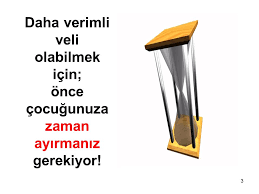 Daha verimli
veli
olabilmek
için;
önce
çocuğunuza
zaman
ayırmanız
gerekiyor!
3